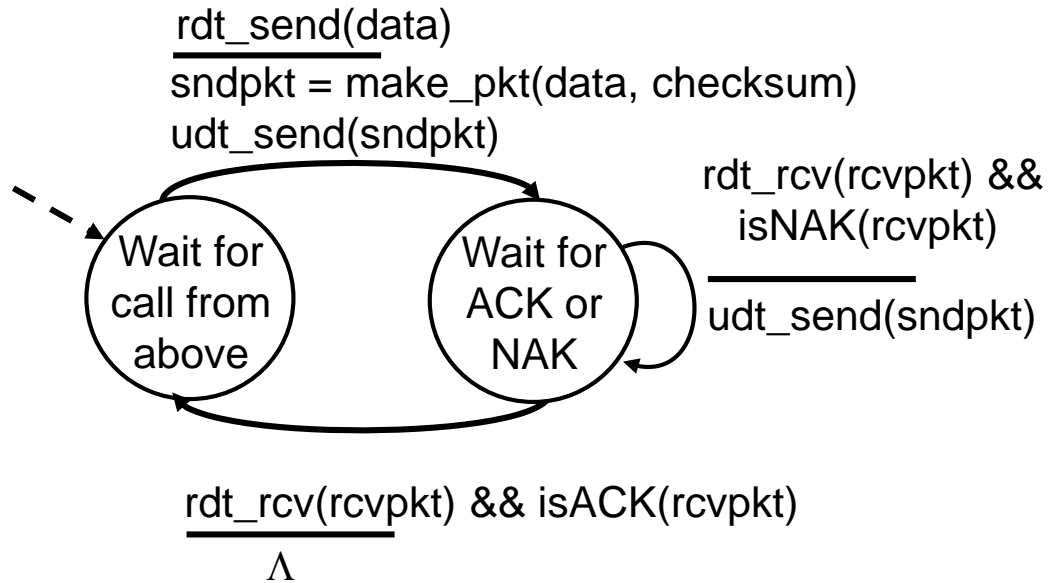 rdt_send(data)
sndpkt = make_pkt(data, checksum)
udt_send(sndpkt)
rdt_rcv(rcvpkt) &&
isNAK(rcvpkt)
udt_send(sndpkt)
Wait for
call from
above
Wait for
ACK or
NAK
rdt_rcv(rcvpkt) && isACK(rcvpkt)
Λ